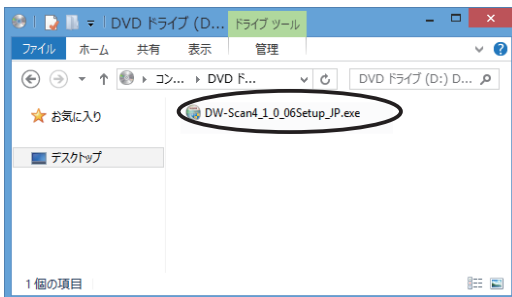 DVD ドライブ (D... ドライブ ツール
ファイル ホーム 共有 表示 管理
コン... DVD ド... DVD ドライブ (D:) D...
お気に入り
DW-Scan4_1_0_06Setup_JP.exe
デスクトップ
1 個の項目